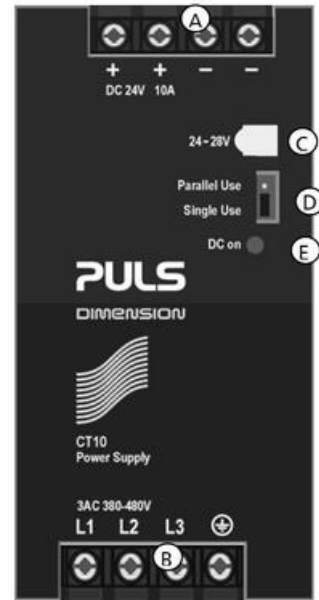 A
+ + − −
DC 24V 10A
24–28V
C
Parallel Use
D
Single Use
DC on
E
PULS
DIMENSION
CT10
Power Supply
3AC 380-480V
L1 L2 L3
B